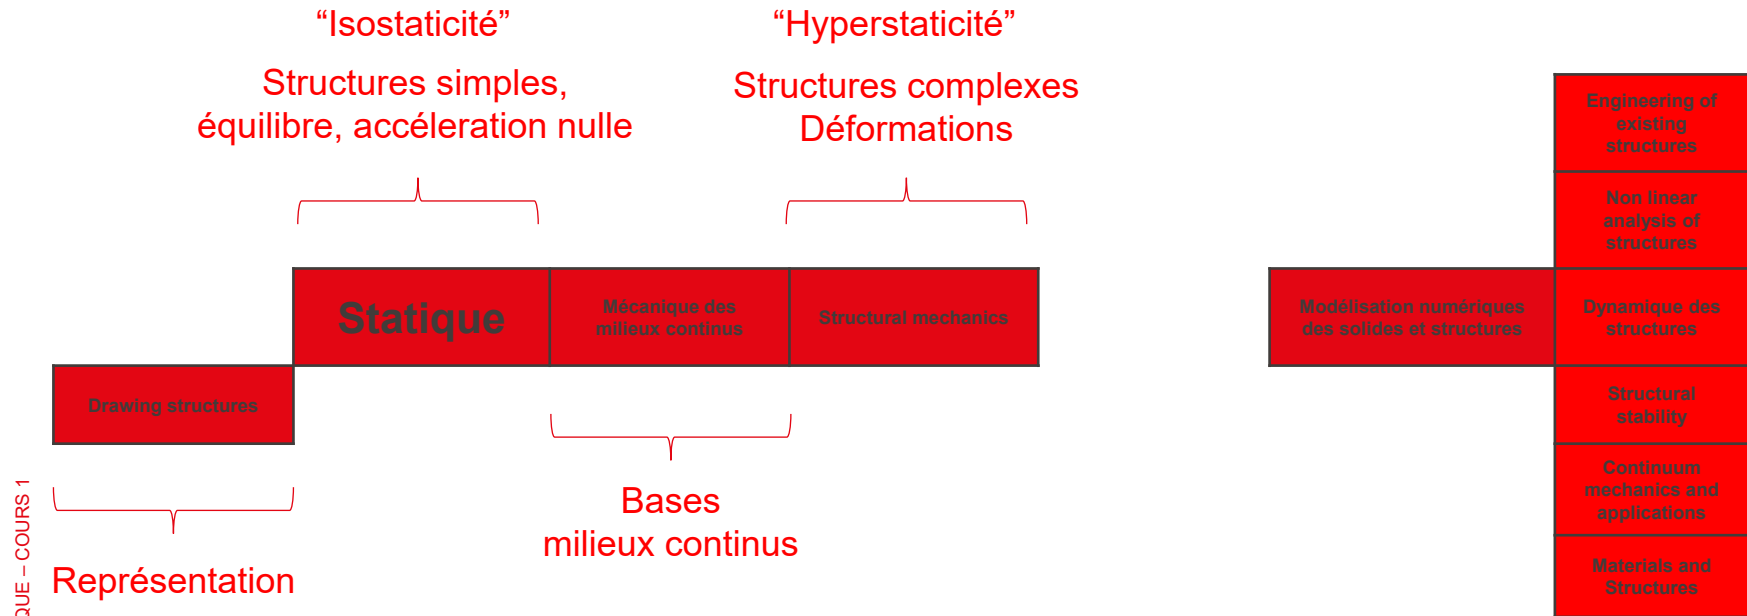 “Isostaticité”
Structures simples,
équilibre, accéleration nulle
“Hyperstaticité”
Structures complexes
Déformations
Engineering of
existing
structures
Non linear
analysis of
structures
Statique
Mécanique des
milieux continus
Structural mechanics
Modélisation numériques
des solides et structures
Dynamique des
structures
Drawing structures
Structural
stability
Continuum
mechanics and
applications
Materials and
Structures
Bases
milieux continus
Représentation
QUE – COURS 1